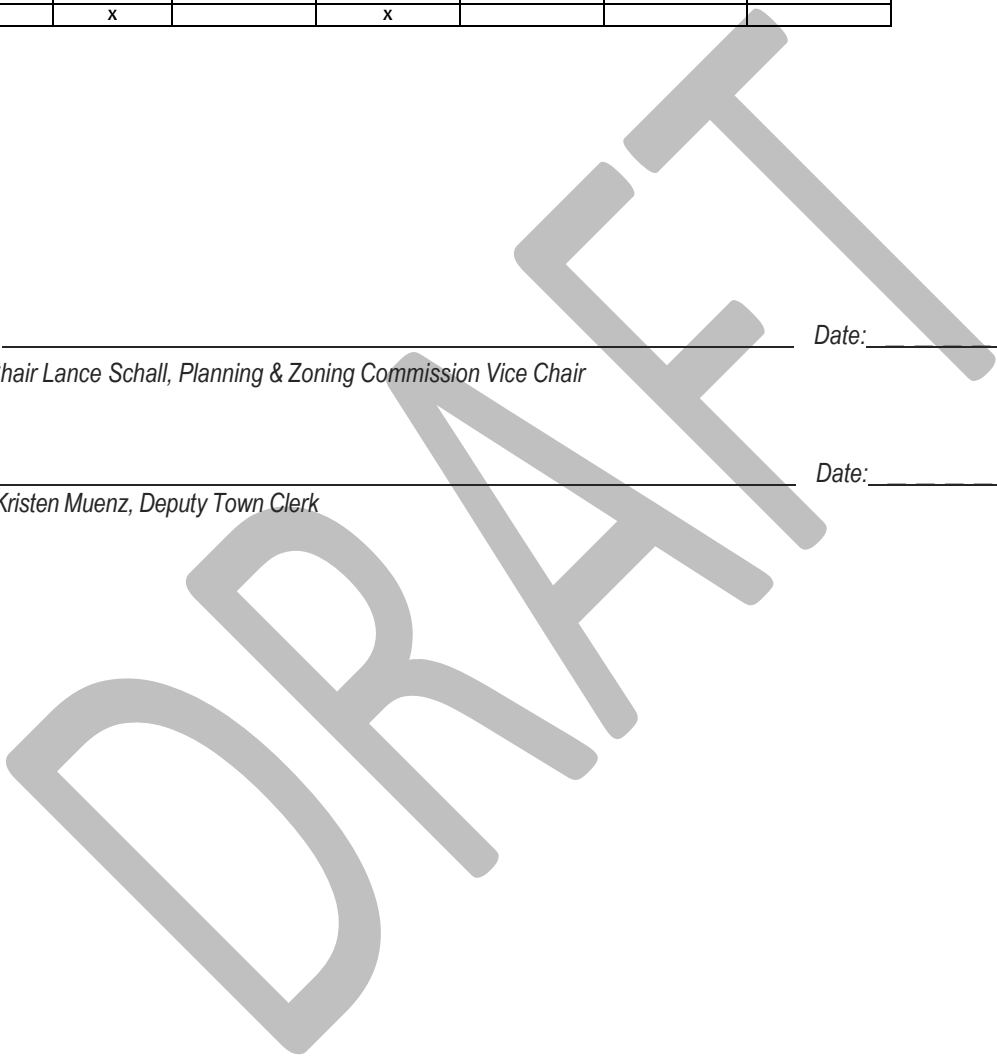 x x
Date:
hair Lance Schall, Planning & Zoning Commission Vice Chair
Date:
Kristen Muenz, Deputy Town Clerk
DRAFT